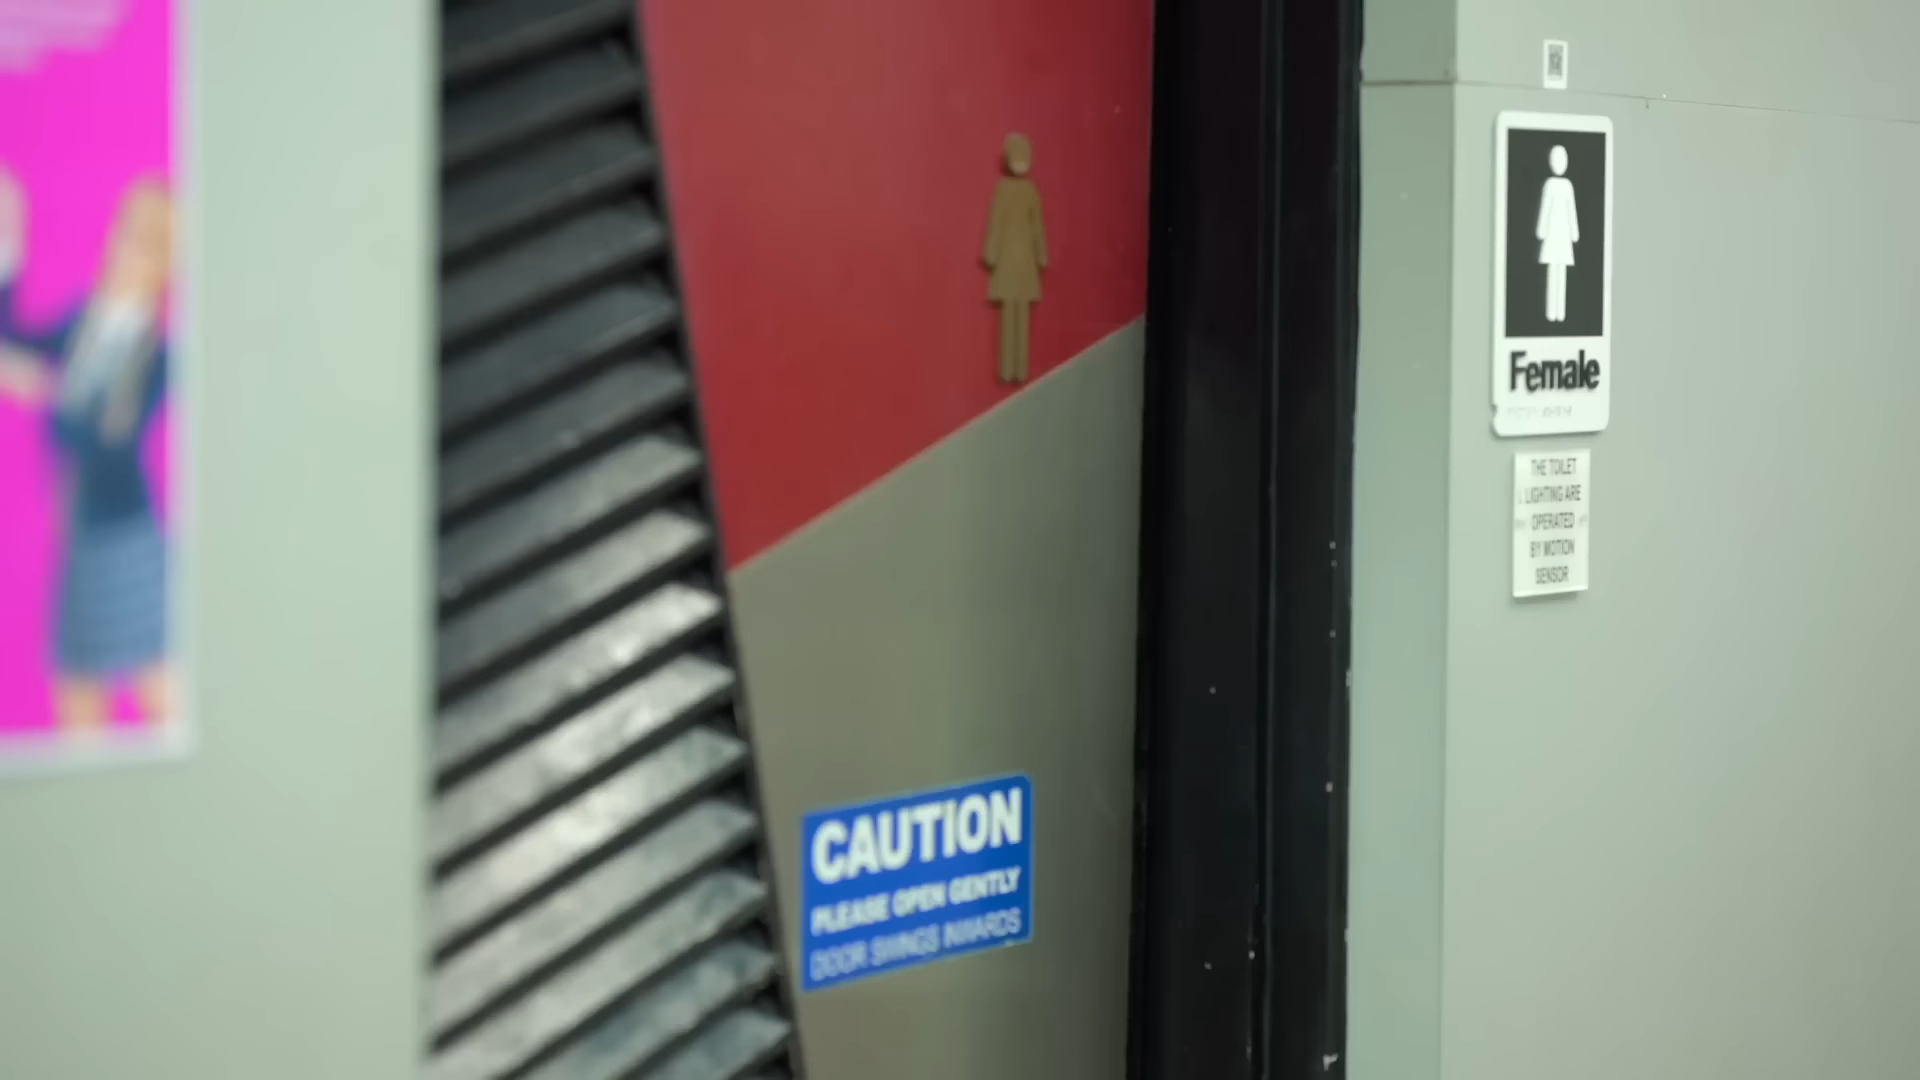 Female
THE TOILET
LIGHTING ARE
OPERATED
BY MOTION
SENSOR
CAUTION
PLEASE OPEN GENTLY
DOOR SWINGS INWARDS